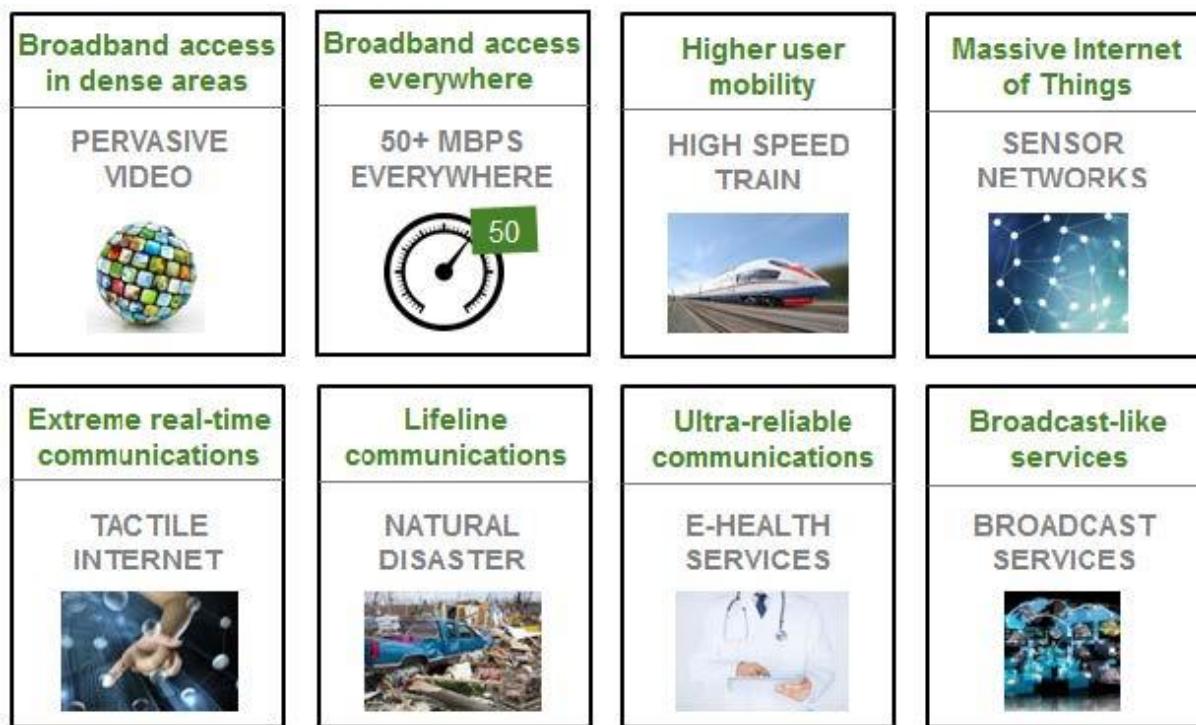 Broadband access
in dense areas
PERVASIVE
VIDEO
Broadband access
everywhere
50+ MBPS
EVERYWHERE
50
Higher user
mobility
HIGH SPEED
TRAIN
Massive Internet
of Things
SENSOR
NETWORKS
Extreme real-time
communications
TACTILE
INTERNET
Lifeline
communications
NATURAL
DISASTER
Ultra-reliable
communications
E-HEALTH
SERVICES
Broadcast-like
services
BROADCAST
SERVICES